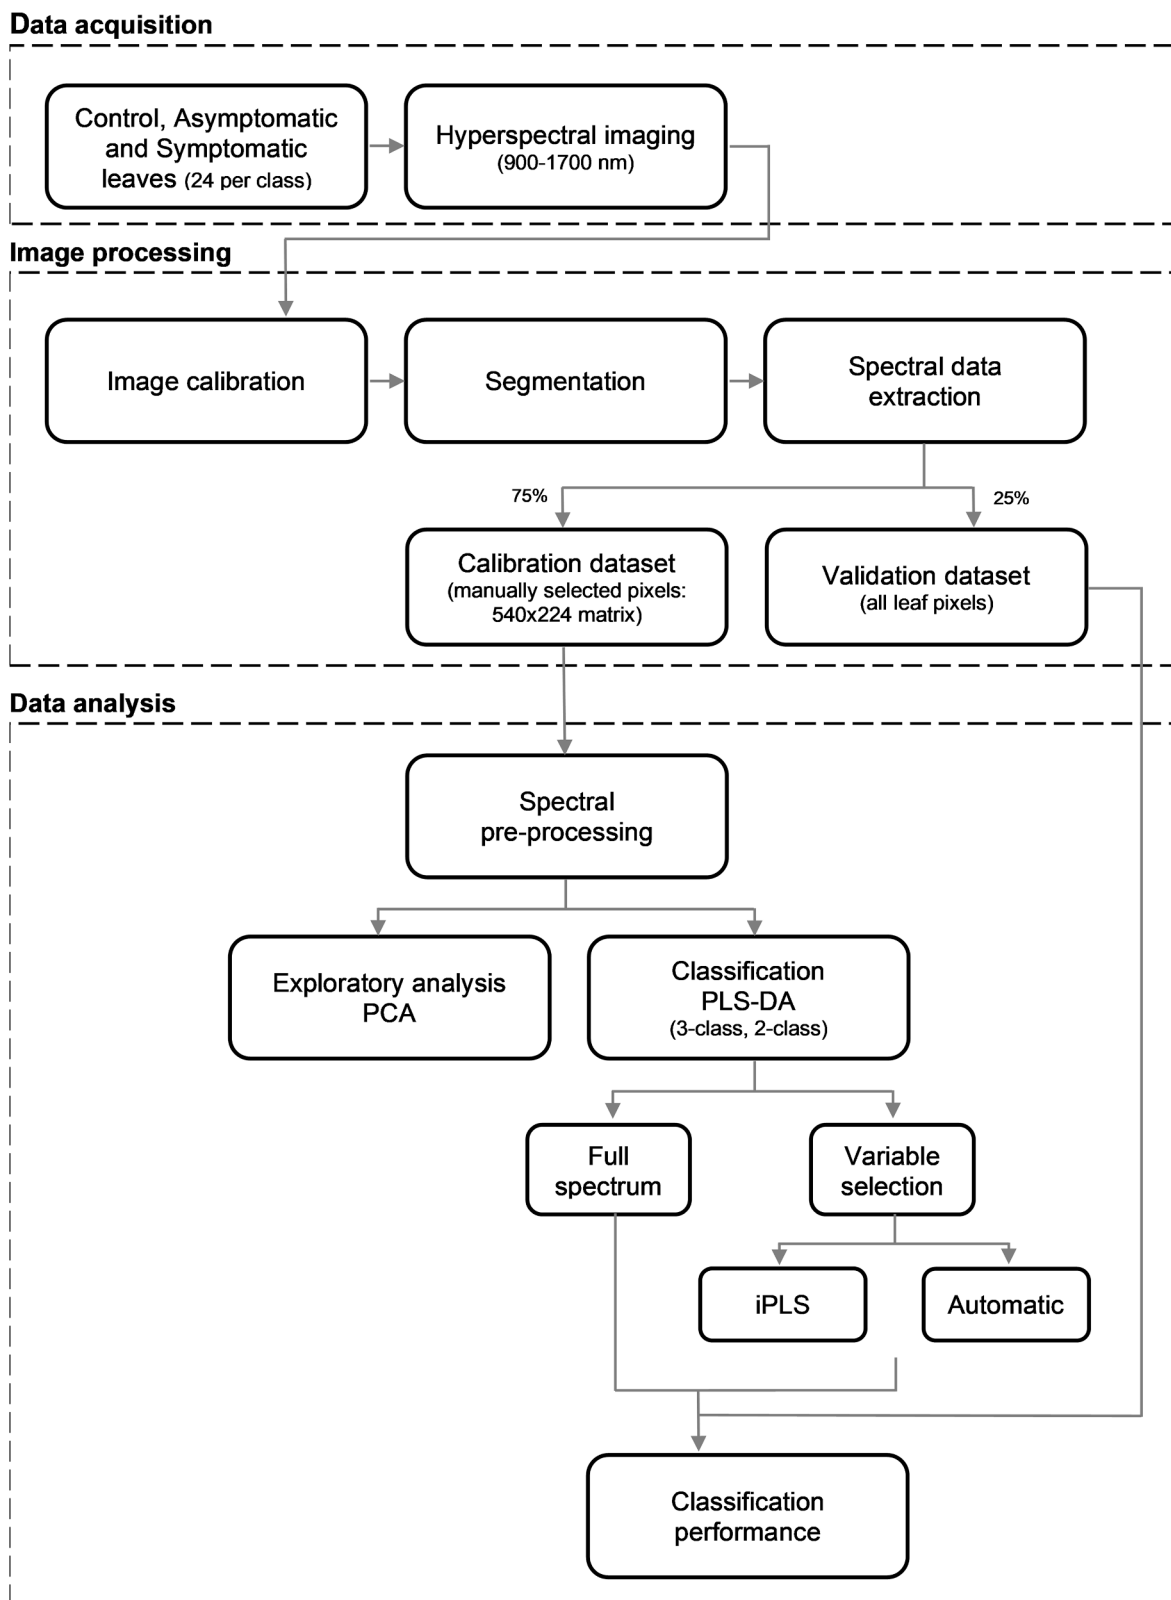 Data acquisition
Control, Asymptomatic
and Symptomatic
leaves (24 per class)
Hyperspectral imaging
(900-1700 nm)
Image processing
Image calibration
Segmentation
Spectral data
extraction
75%
25%
Calibration dataset
(manually selected pixels:
540x224 matrix)
Validation dataset
(all leaf pixels)
Data analysis
Spectral
pre-processing
Exploratory analysis
PCA
Classification
PLS-DA
(3-class, 2-class)
Full
spectrum
Variable
selection
iPLS
Automatic
Classification
performance